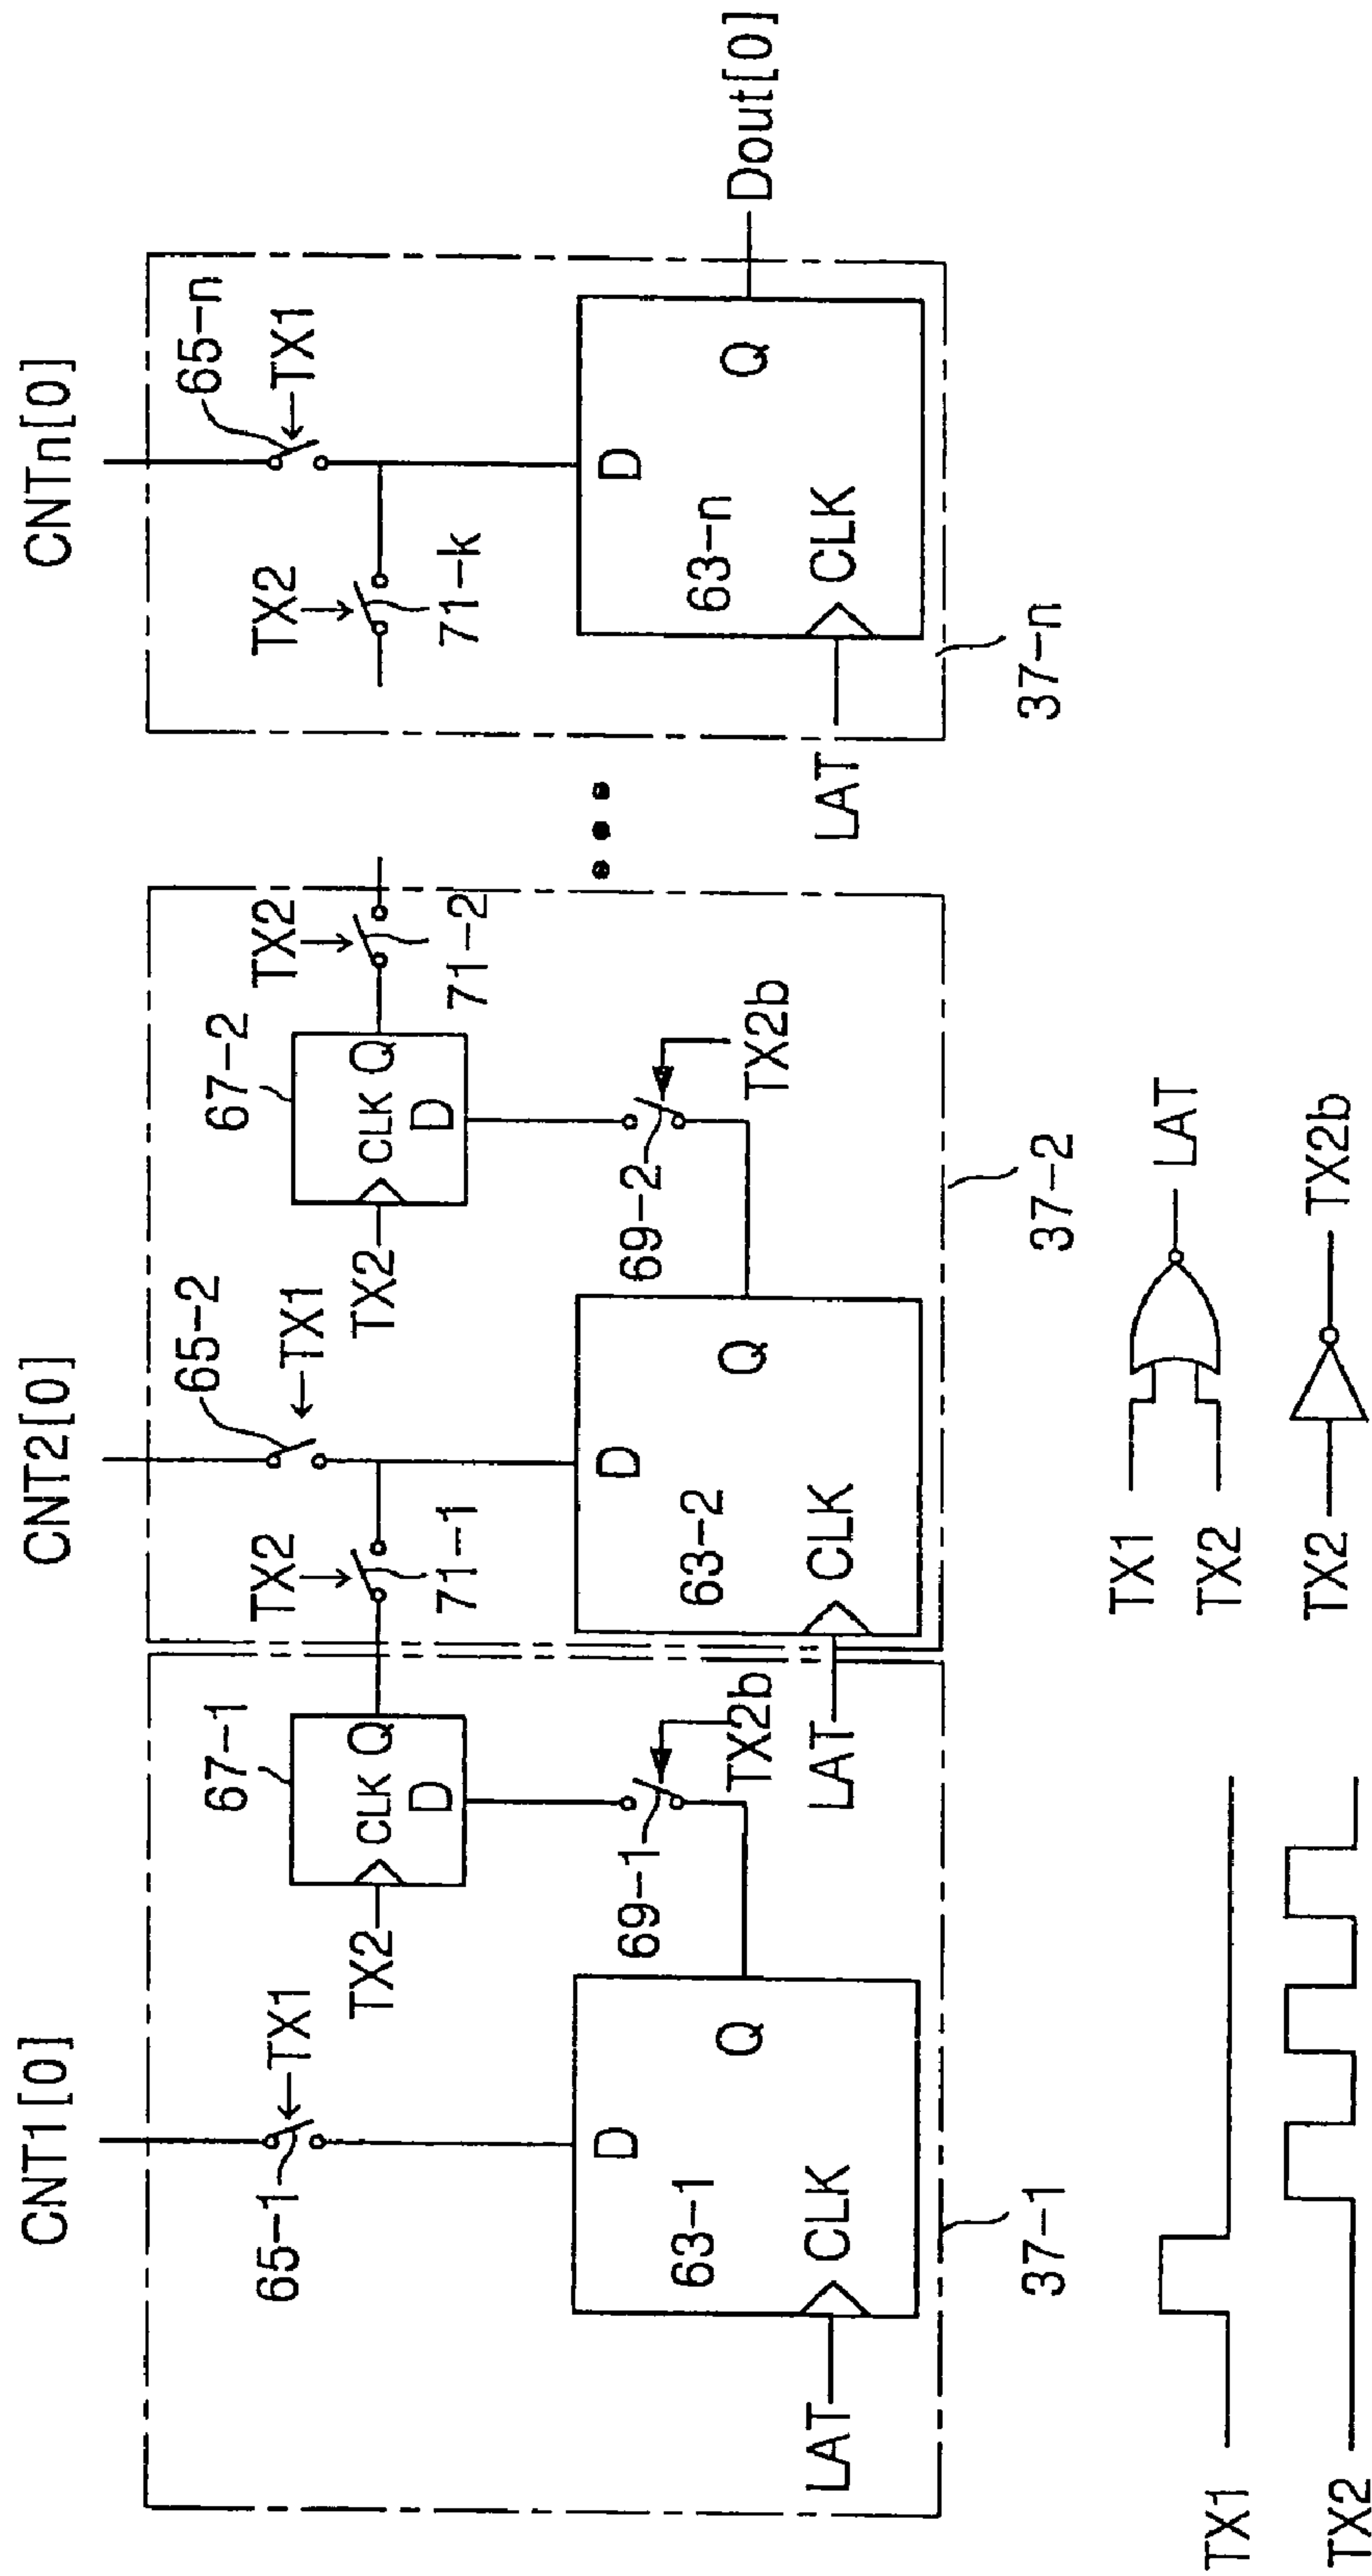 CNT1[0]
CNT2[0]
CNTn[0]
65-1
TX1
67-1
TX2
CLK
Q
D
TX2
71-1
65-2
TX1
67-2
TX2
CLK
Q
D
TX2
71-2
TX2
71-k
65-n
TX1
D
63-1
Q
CLK
LAT
69-1
TX2b
D
63-2
Q
CLK
LAT
69-2
TX2b
D
63-n
Q
CLK
LAT
Dout[0]
37-1
37-2
37-n
TX1
TX2
TX1
TX2
LAT
TX2
TX2b